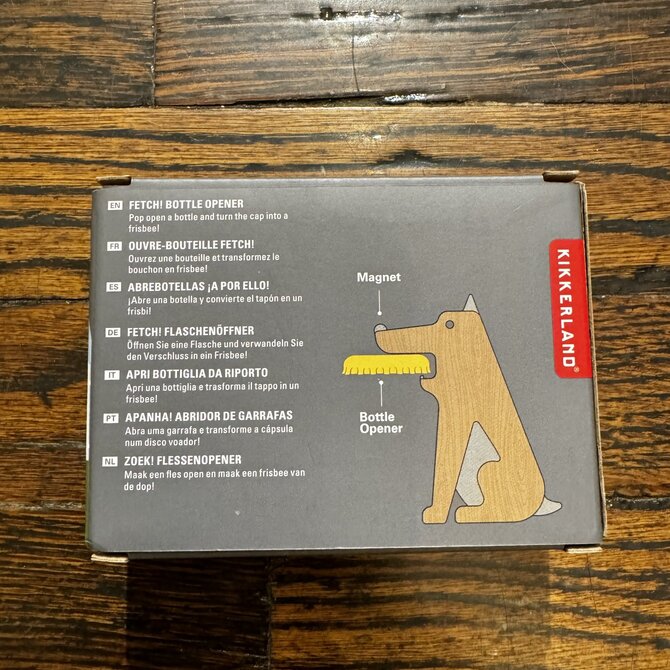 EN FETCH! BOTTLE OPENER
Pop open a bottle and turn the cap into a
frisbee!
FR OUVRE-BOUTEILLE FETCH!
Ouvrez une bouteille et transformez le
bouchon en frisbee!
ES ABREBOTELLAS ¡A POR ELLO!
¡Abre una botella y convierte el tapón en un
frisbi!
DE FETCH! FLASCHENÖFFNER
Öffnen Sie eine Flasche und verwandeln Sie
den Verschluss in ein Frisbee!
IT APRI BOTTIGLIA DA RIPORTO
Apri una bottiglia e trasforma il tappo in un
frisbee!
PT APANHA! ABRIDOR DE GARRAFAS
Abra uma garrafa e transforme a cápsula
num disco voador!
NL ZOEK! FLESSENOPENER
Maak een fles open en maak een frisbee van
de dop!
Magnet
Bottle
Opener
KIKKERLAND®